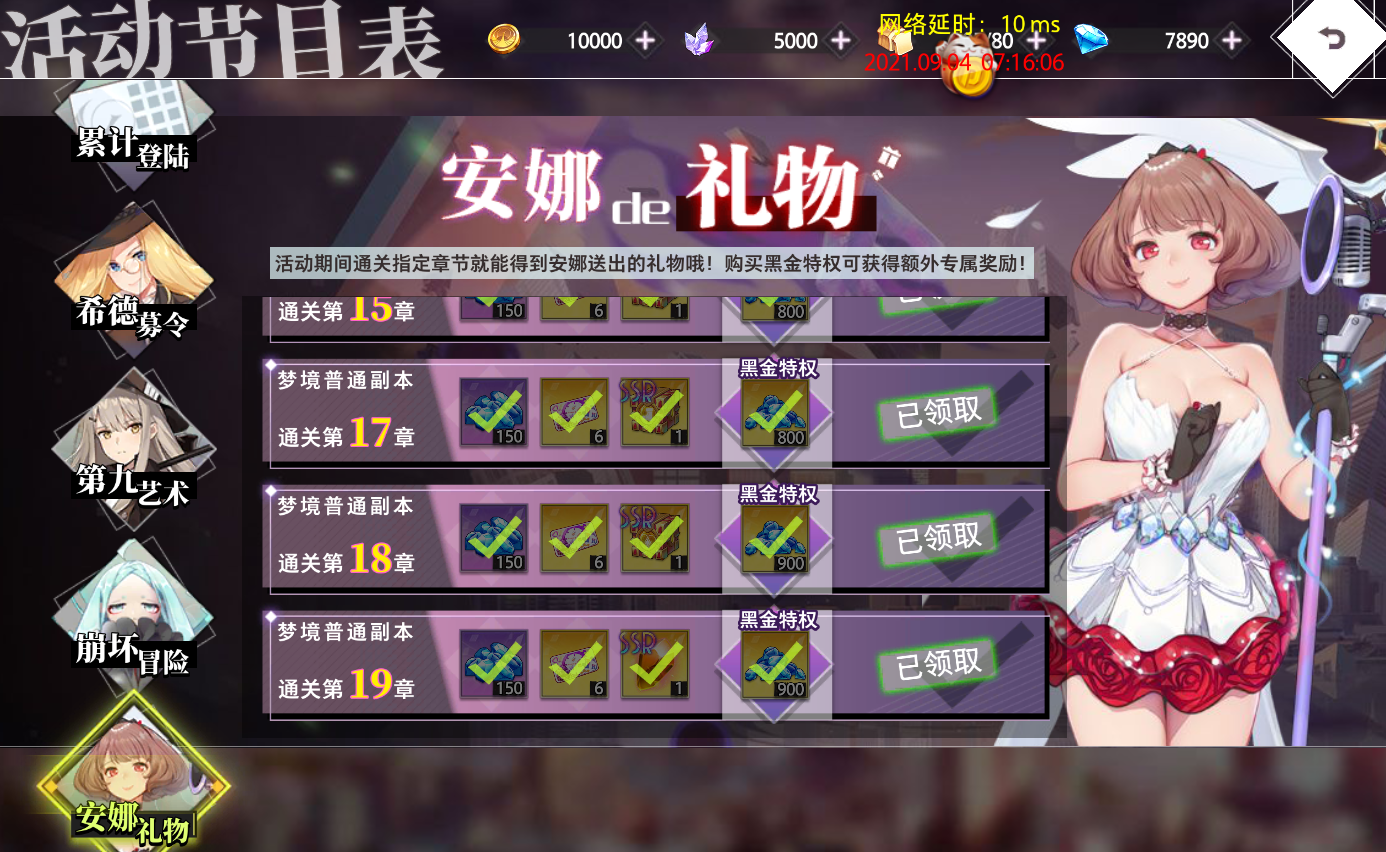 活动节目表
10000
5000
网络延时：10 ms
80
7890
2021.09.04 07:16:06
累计登陆
希德募令
第九艺术
崩坏冒险
安娜礼物
安娜de礼物
活动期间通关指定章节就能得到安娜送出的礼物哦！购买黑金特权可获得额外专属奖励！
通关第15章
150
6
1
800
梦境普通副本
通关第17章
150
6
SSR
1
黑金特权
800
已领取
梦境普通副本
通关第18章
150
6
SSR
1
黑金特权
900
已领取
梦境普通副本
通关第19章
150
6
SSR
1
黑金特权
900
已领取